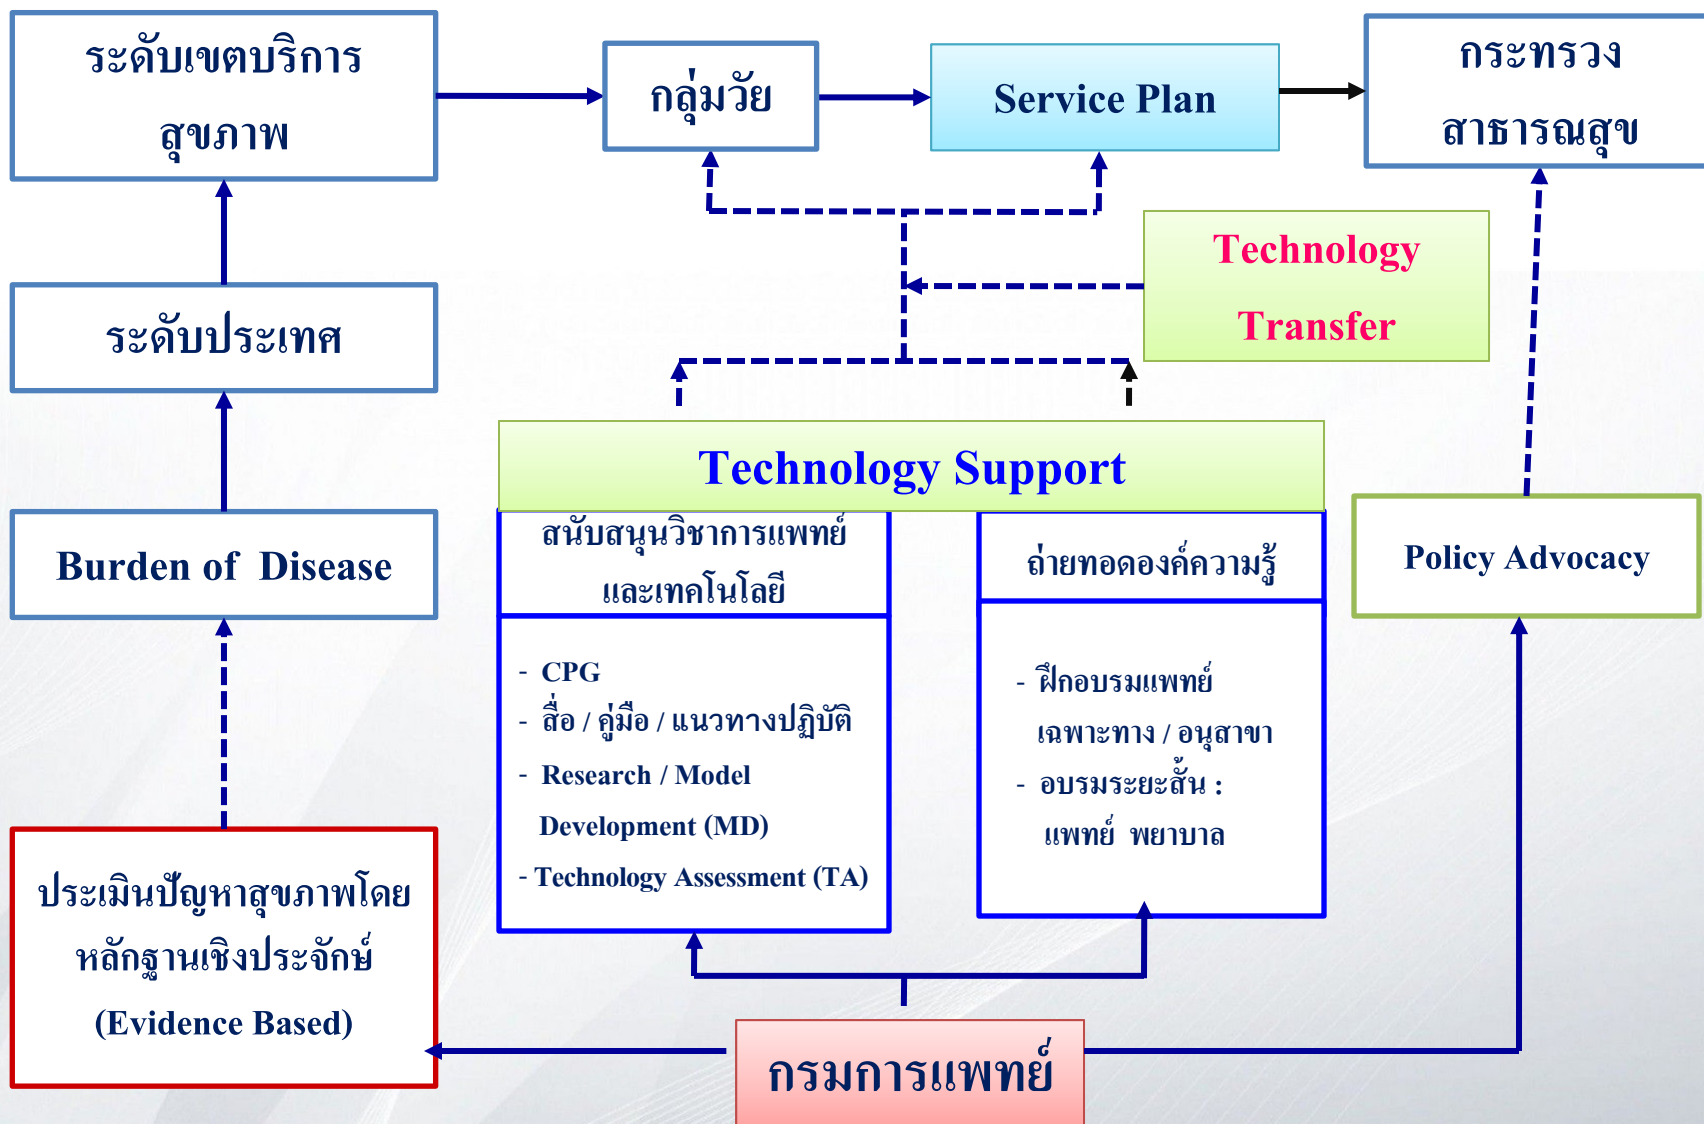 ระดับเขตบริการ
สุขภาพ
กลุ่มวัย
Service Plan
กระทรวง
สาธารณสุข
Technology
Transfer
ระดับประเทศ
Technology Support
Burden of Disease
สนับสนุนวิชาการแพทย์
และเทคโนโลยี
ถ่ายทอดองค์ความรู้
Policy Advocacy
- CPG
- สื่อ / คู่มือ / แนวทางปฏิบัติ
- Research / Model
Development (MD)
- Technology Assessment (TA)
- ฝึกอบรมแพทย์
เฉพาะทาง / อนุสาขา
- อบรมระยะสั้น :
แพทย์ พยาบาล
ประเมินปัญหาสุขภาพโดย
หลักฐานเชิงประจักษ์
(Evidence Based)
กรมการแพทย์